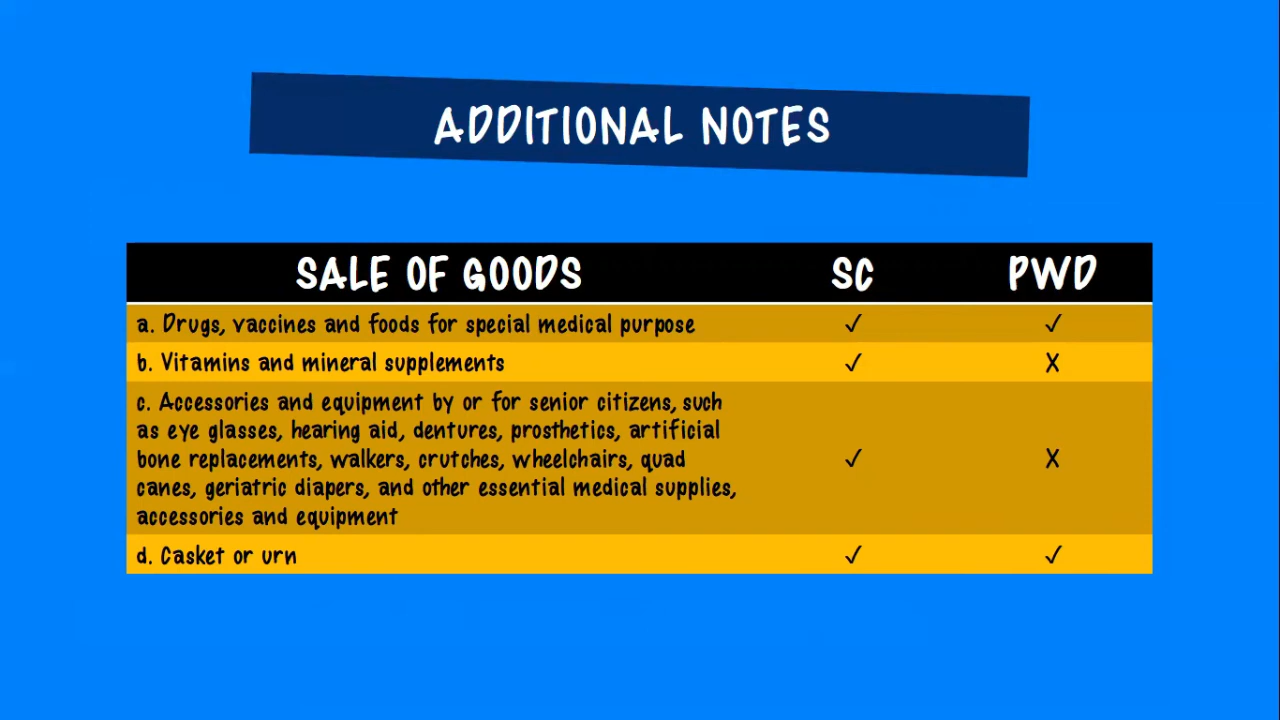 ADDITIONAL NOTES
SALE OF GOODS SC PWD
a. Drugs, vaccines and foods for special medical purpose ✓ ✓
b. Vitamins and mineral supplements ✓ X
c. Accessories and equipment by or for senior citizens, such
as eye glasses, hearing aid, dentures, prosthetics, artificial
bone replacements, walkers, crutches, wheelchairs, quad ✓ X
canes, geriatric diapers, and other essential medical supplies,
accessories and equipment
d. Casket or urn ✓ ✓